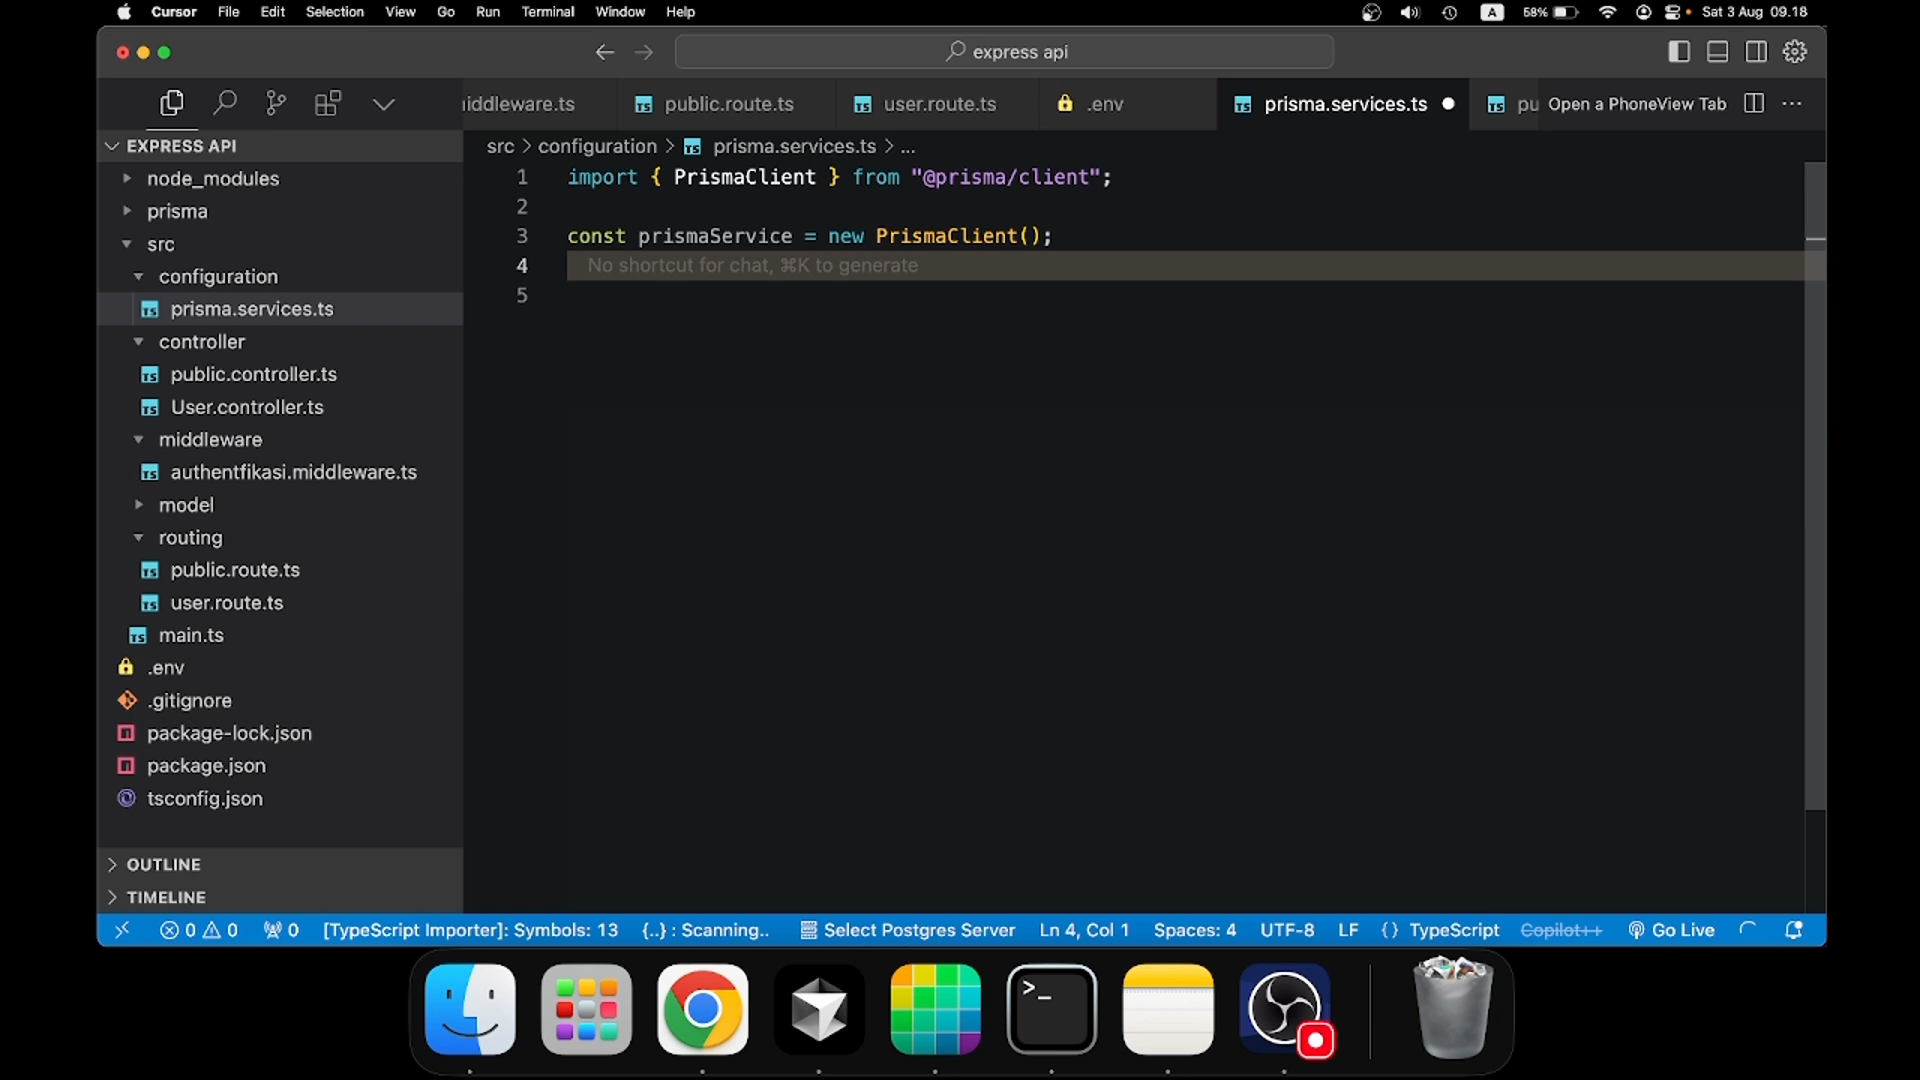 Cursor File Edit Selection View Go Run Terminal Window Help A 58% Sat 3 Aug 09.18
express api
iddleware.ts public.route.ts user.route.ts .env prisma.services.ts pu Open a PhoneView Tab
EXPRESS API
src > configuration > prisma.services.ts > ...
node_modules
prisma
src
configuration
prisma.services.ts
controller
public.controller.ts
User.controller.ts
middleware
authentfikasi.middleware.ts
model
routing
public.route.ts
user.route.ts
main.ts
.env
.gitignore
package-lock.json
package.json
tsconfig.json
OUTLINE
TIMELINE
1 import { PrismaClient } from "@prisma/client";
2
3 const prismaService = new PrismaClient();
4 No shortcut for chat, ⌘K to generate
5
0 0 0 [TypeScript Importer]: Symbols: 13 {..} : Scanning.. Select Postgres Server Ln 4, Col 1 Spaces: 4 UTF-8 LF {} TypeScript Copilot++ Go Live